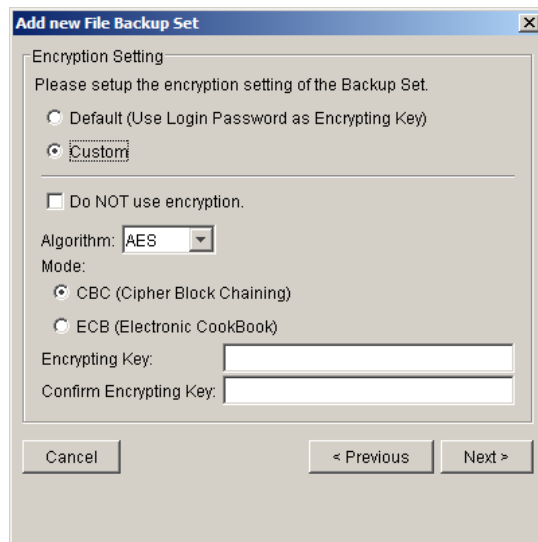 Add new File Backup Set
Encryption Setting
Please setup the encryption setting of the Backup Set.
Default (Use Login Password as Encrypting Key)
Custom
Do NOT use encryption.
Algorithm: AES
Mode:
CBC (Cipher Block Chaining)
ECB (Electronic CookBook)
Encrypting Key:
Confirm Encrypting Key:
Cancel < Previous Next >